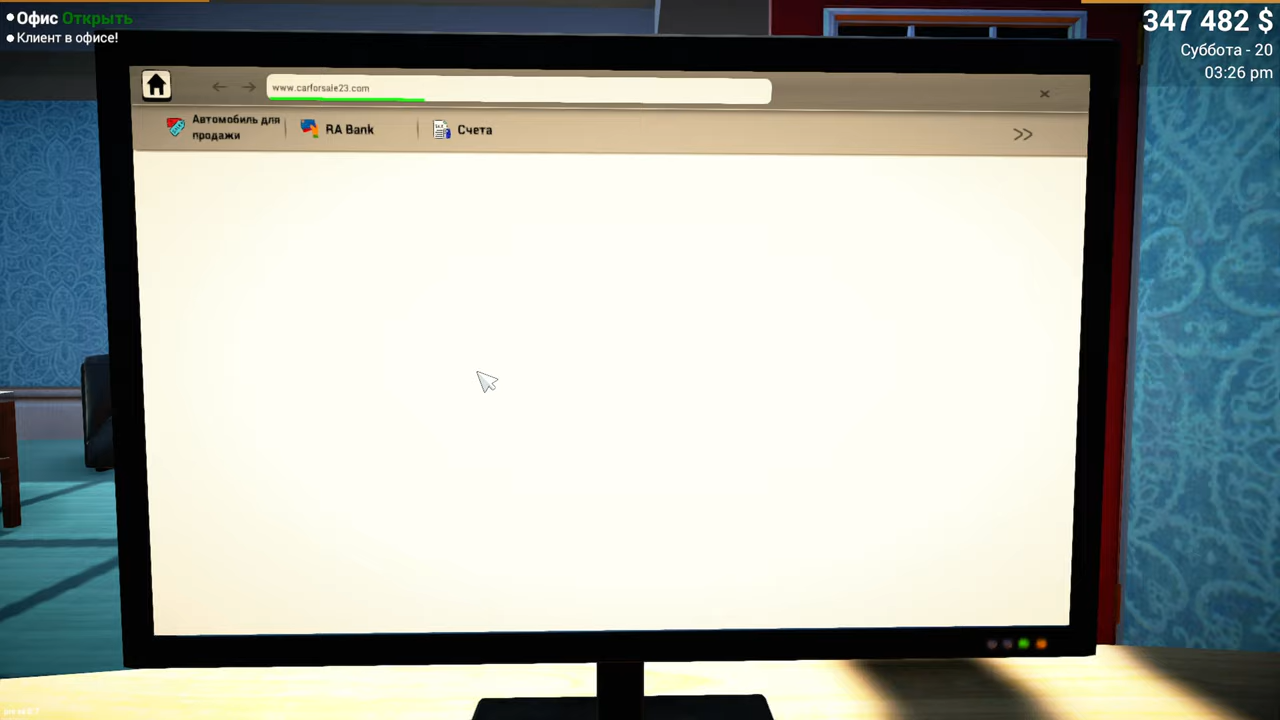 Офис Открыть
Клиент в офисе!
347 482 $
Суббота - 20
03:26 pm
www.carforsale23.com
Автомобиль для
продажи
RA Bank
Счета